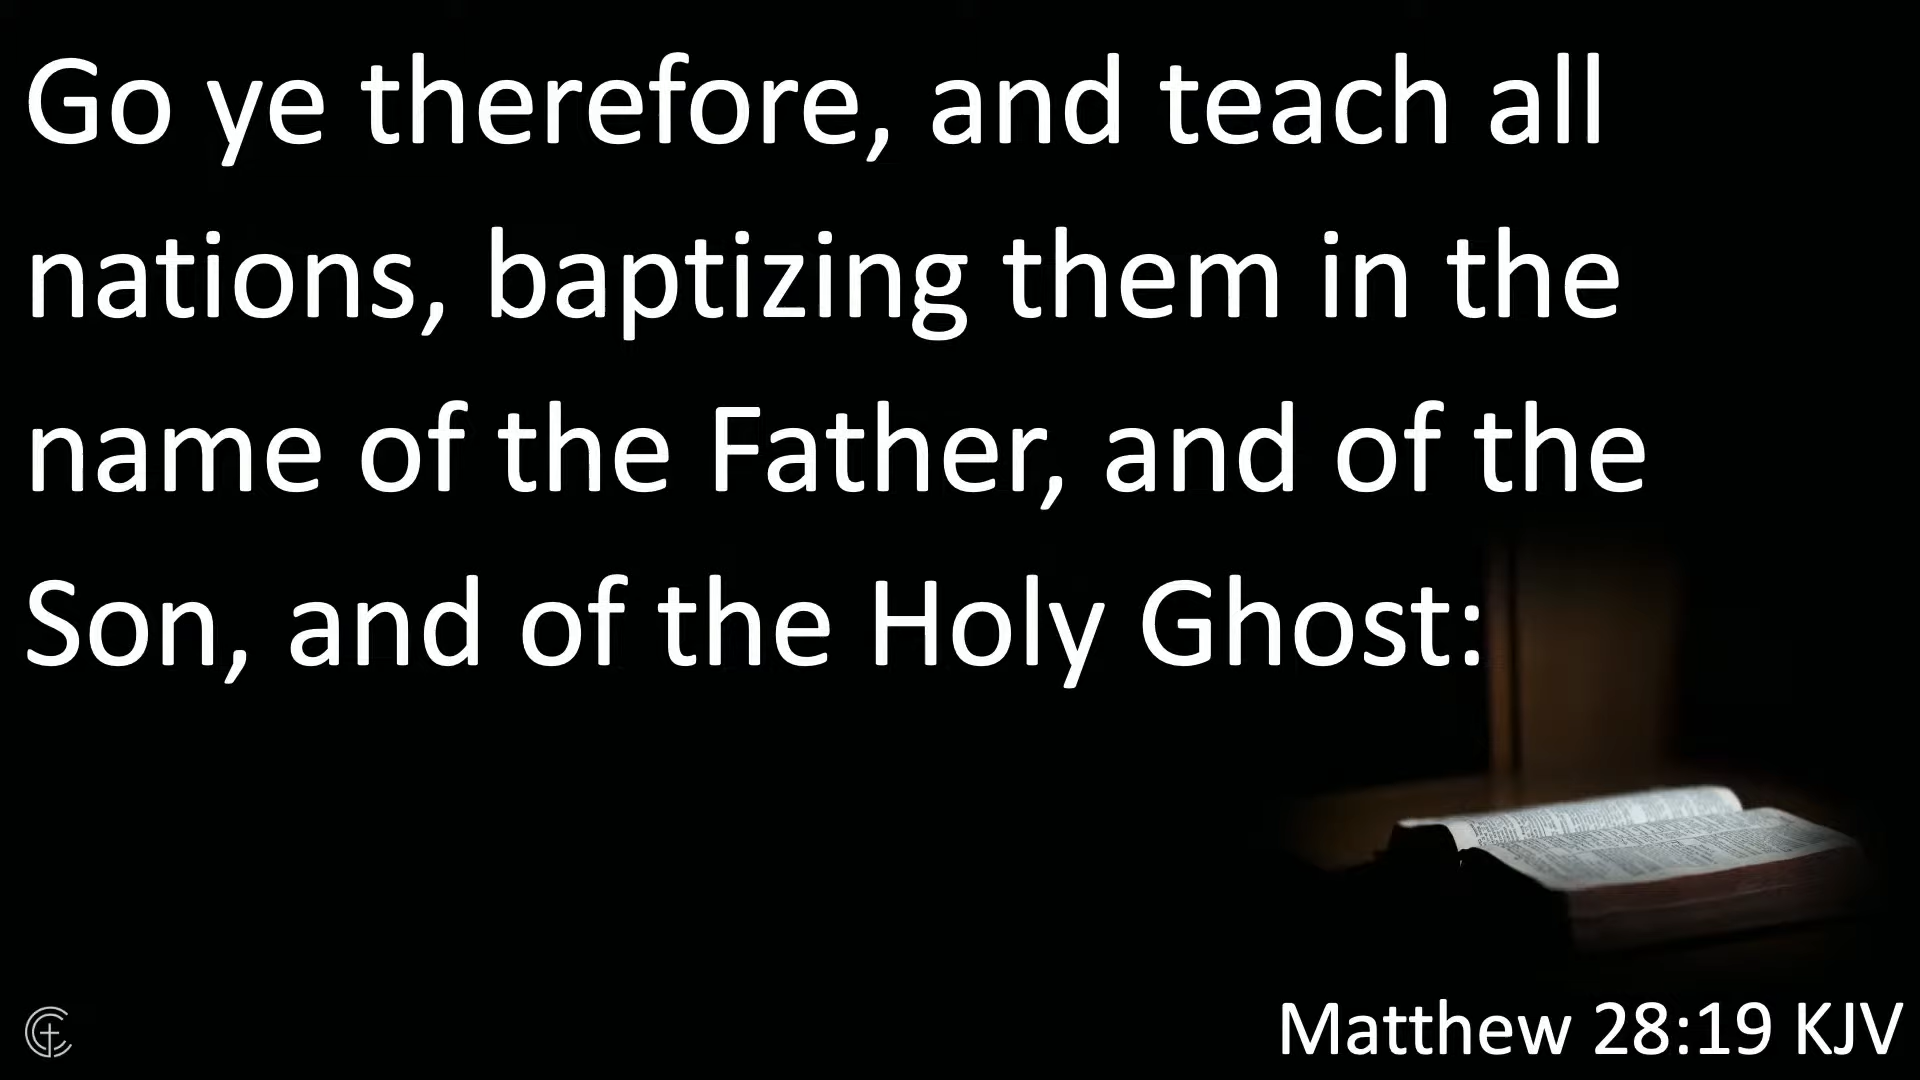 Go ye therefore, and teach all
nations, baptizing them in the
name of the Father, and of the
Son, and of the Holy Ghost:
Matthew 28:19 KJV